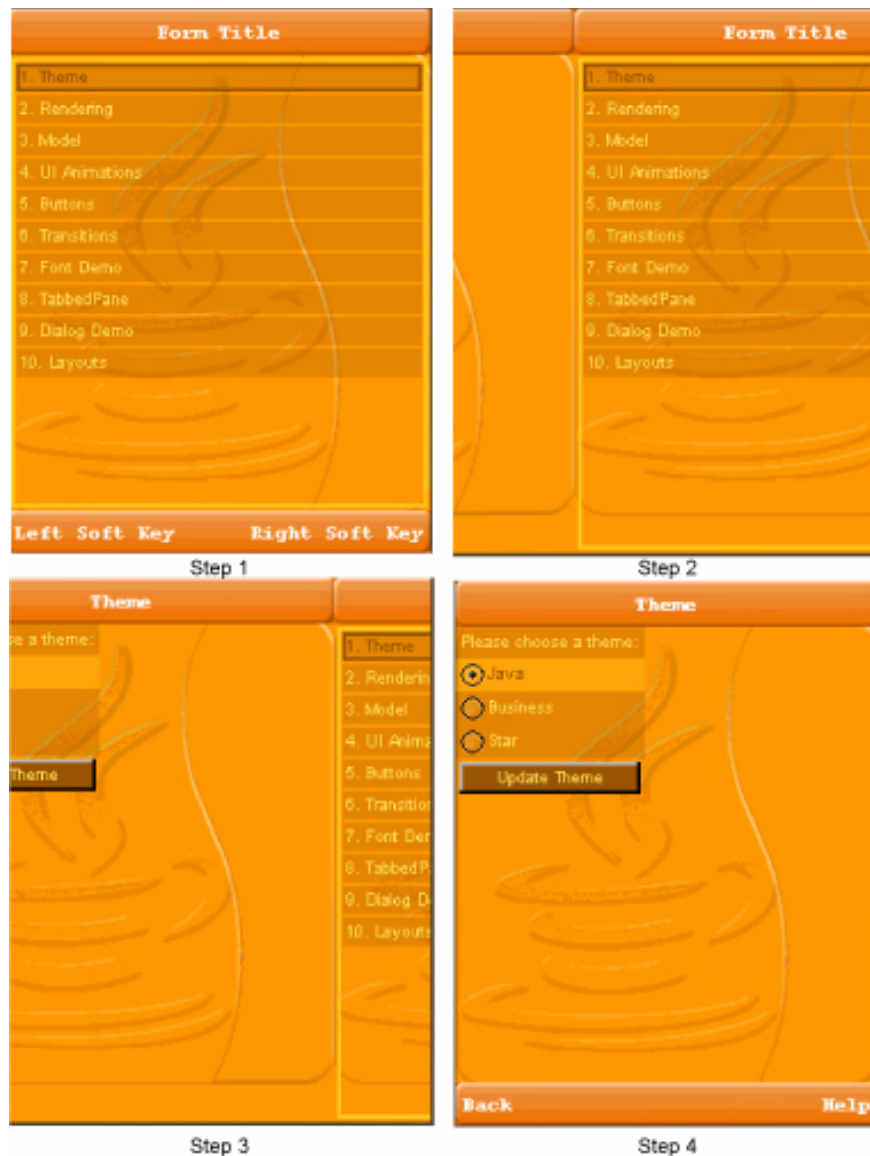 Form Title
1. Theme
2. Rendering
3. Model
4. UI Animations
5. Buttons
6. Transitions
7. Font Demo
8. TabbedPane
9. Dialog Demo
10. Layouts
Left Soft Key Right Soft Key
Step 1
Form Title
1. Theme
2. Rendering
3. Model
4. UI Animations
5. Buttons
6. Transitions
7. Font Demo
8. TabbedPane
9. Dialog Demo
10. Layouts
Step 2
Theme
se a theme:
Theme
1. Theme
2. Renderin
3. Model
4. UI Anima
5. Buttons
6. Transition
7. Font Der
8. TabbedP
9. Dialog D
10. Layouts
Step 3
Theme
Please choose a theme:
Java
Business
Star
Update Theme
Back Help
Step 4